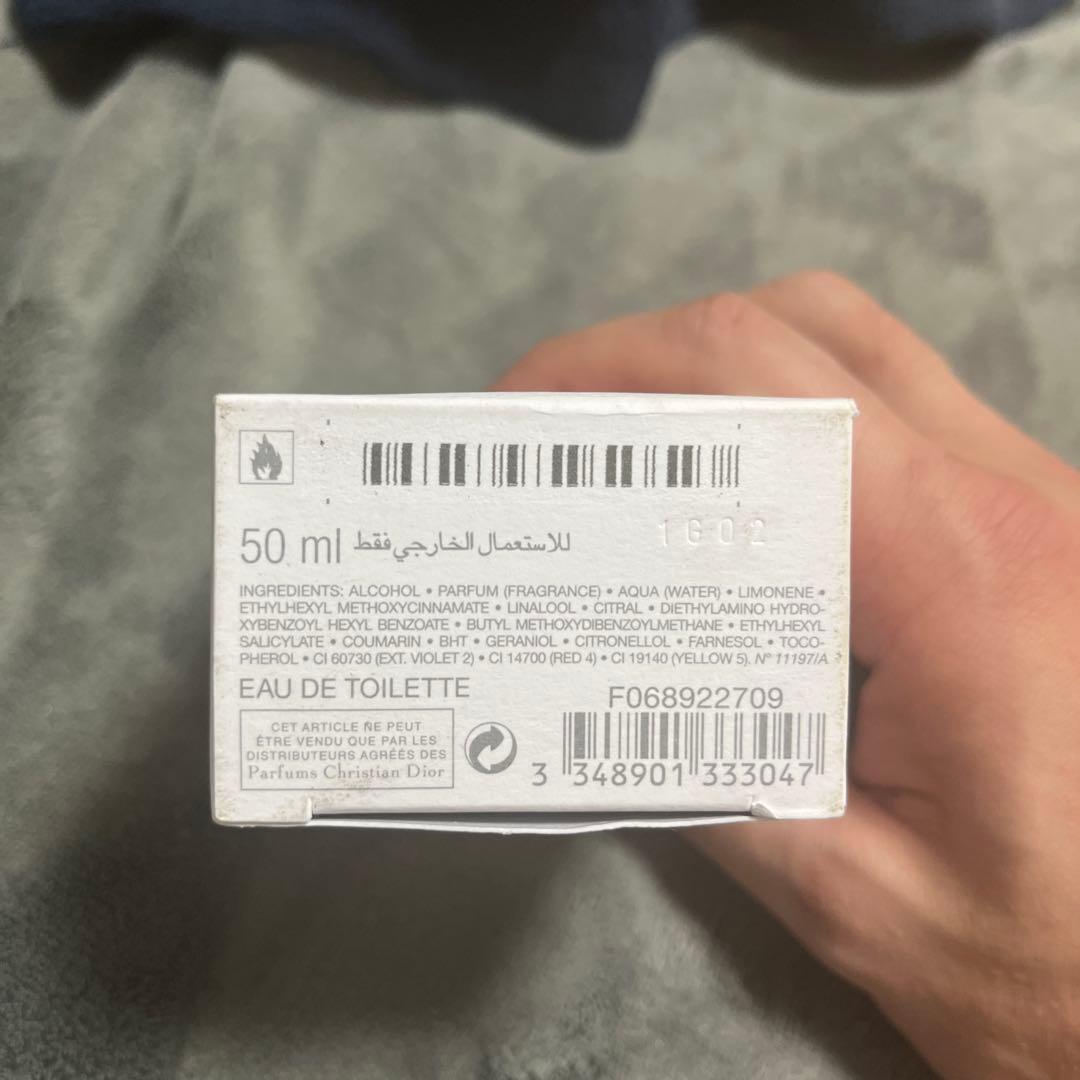 50 ml للاستعمال الخارجي فقط 1G02
INGREDIENTS: ALCOHOL • PARFUM (FRAGRANCE) • AQUA (WATER) • LIMONENE •
ETHYLHEXYL METHOXYCINNAMATE • LINALOOL • CITRAL • DIETHYLAMINO HYDRO-
XYBENZOYL HEXYL BENZOATE • BUTYL METHOXYDIBENZOYLMETHANE • ETHYLHEXYL
SALICYLATE • COUMARIN • BHT • GERANIOL • CITRONELLOL • FARNESOL • TOCO-
PHEROL • CI 60730 (EXT. VIOLET 2) • CI 14700 (RED 4) • CI 19140 (YELLOW 5). N° 11197/A
EAU DE TOILETTE
CET ARTICLE NE PEUT
ÊTRE VENDU QUE PAR LES
DISTRIBUTEURS AGRÉÉS DES
Parfums Christian Dior
F068922709
3 348901 333047